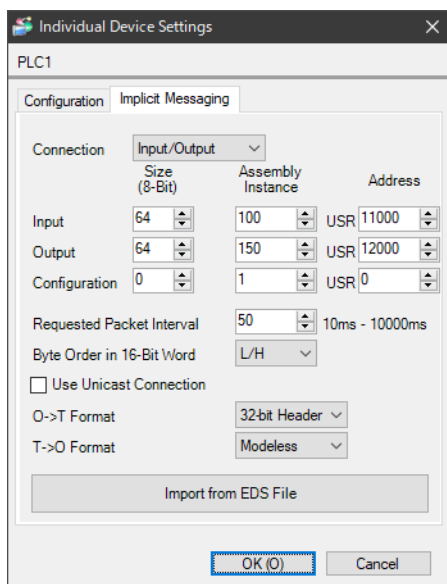 Individual Device Settings
PLC1
Configuration Implicit Messaging
Connection Input/Output
Size (8-Bit) Assembly Instance Address
Input 64 100 USR 11000
Output 64 150 USR 12000
Configuration 0 1 USR 0
Requested Packet Interval 50 10ms - 10000ms
Byte Order in 16-Bit Word L/H
Use Unicast Connection
O->T Format 32-bit Header
T->O Format Modeless
Import from EDS File
OK (O) Cancel